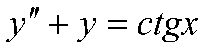 y″ + y = ctgx